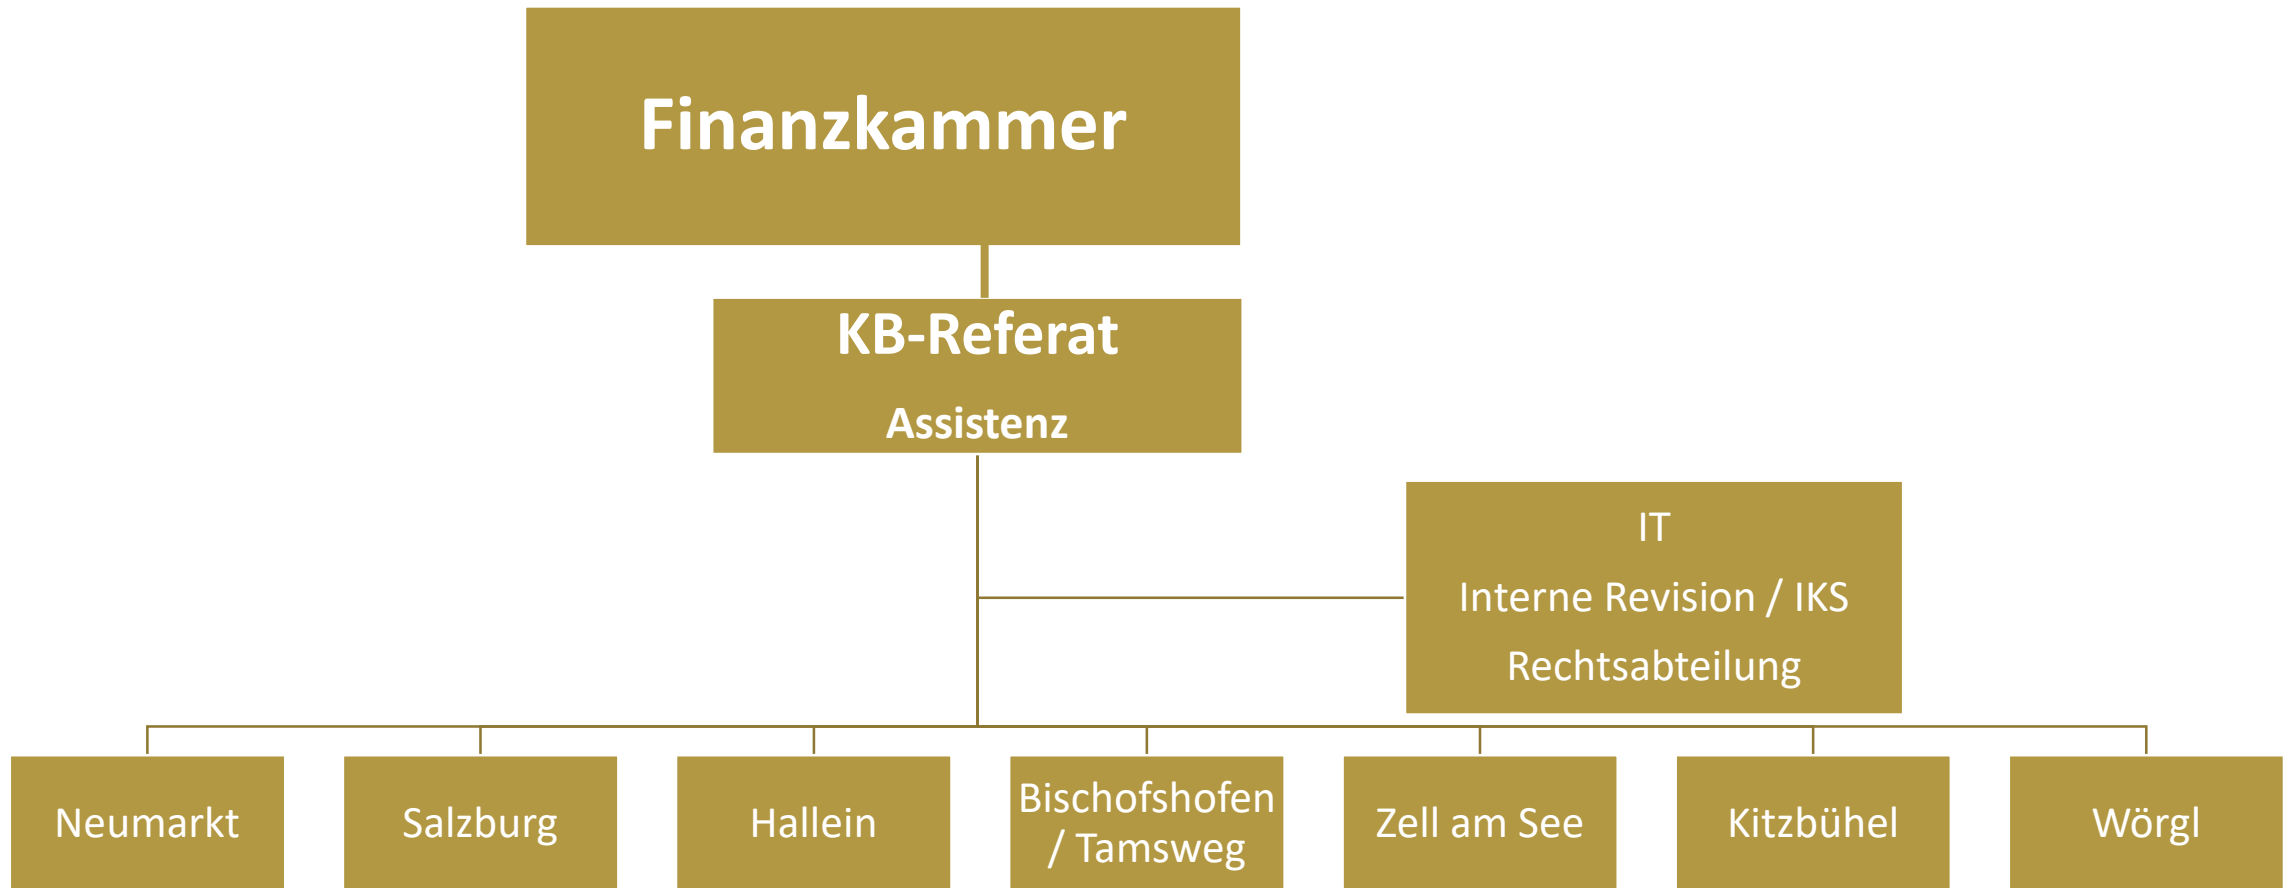 Finanzkammer
KB-Referat
Assistenz
IT
Interne Revision / IKS
Rechtsabteilung
Neumarkt
Salzburg
Hallein
Bischofshofen
/ Tamsweg
Zell am See
Kitzbühel
Wörgl